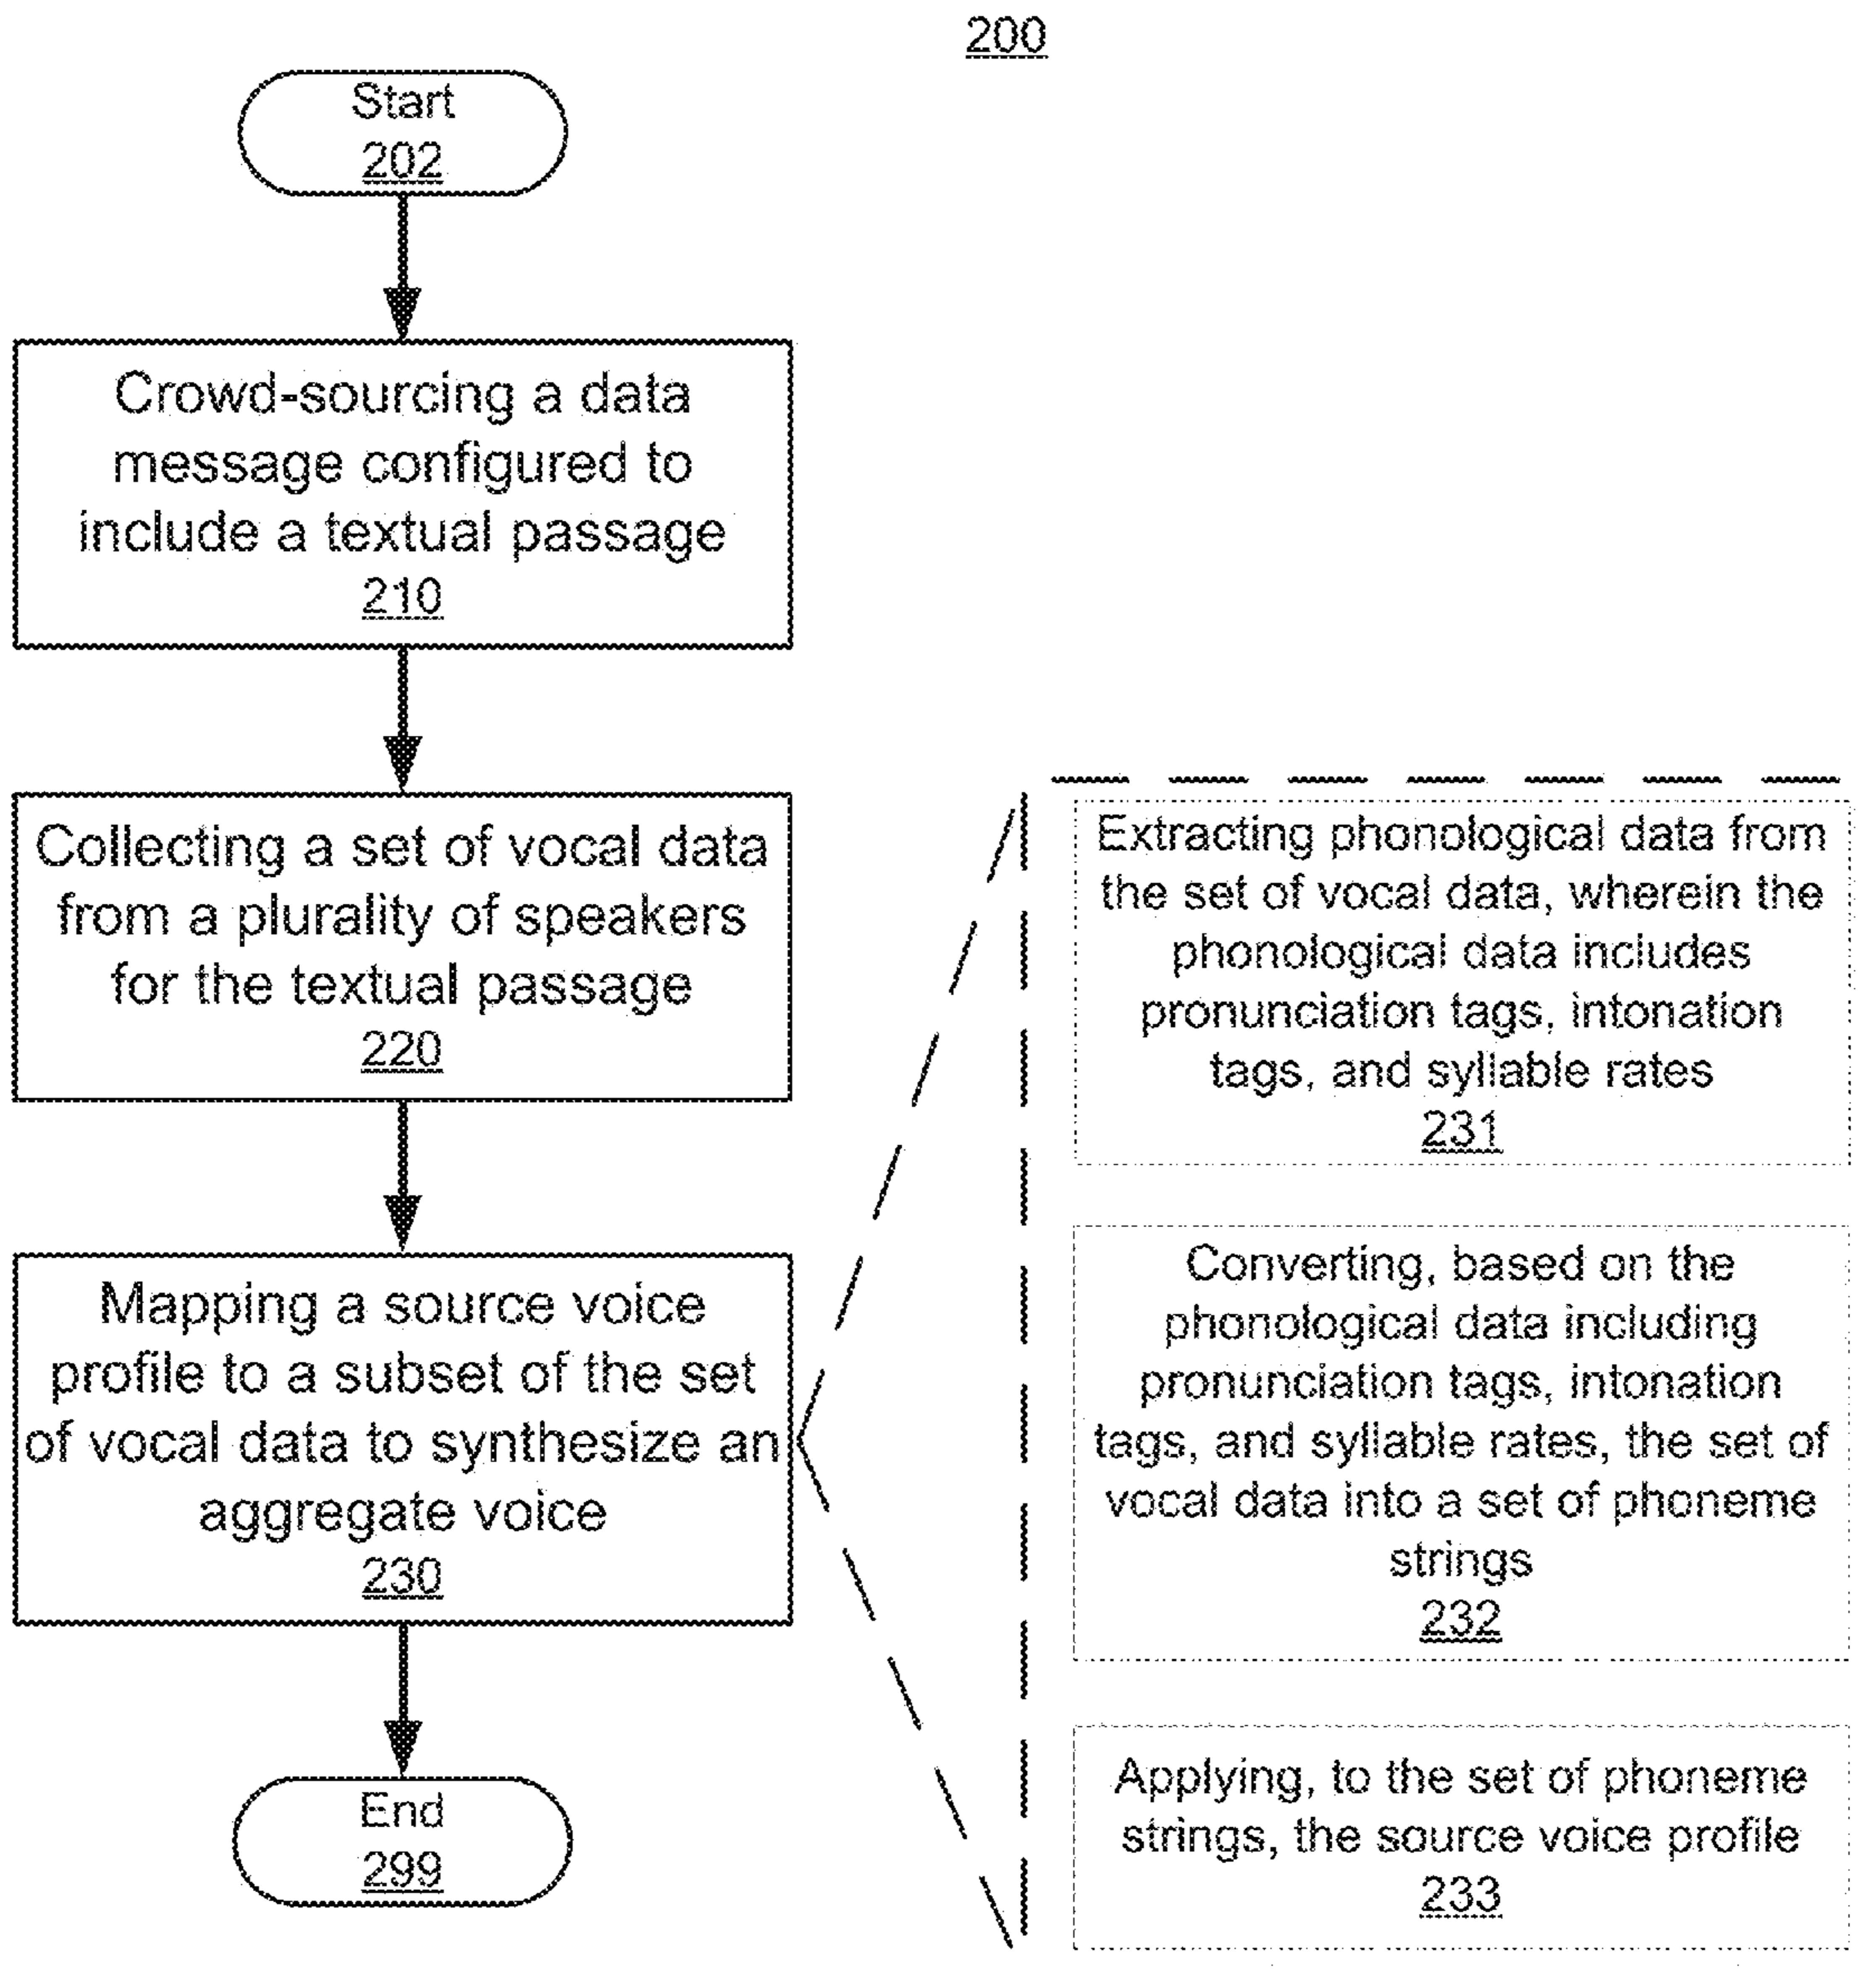 200
Start
202
Crowd-sourcing a data
message configured to
include a textual passage
210
Collecting a set of vocal data
from a plurality of speakers
for the textual passage
220
Mapping a source voice
profile to a subset of the set
of vocal data to synthesize an
aggregate voice
230
End
299
Extracting phonological data from
the set of vocal data, wherein the
phonological data includes
pronunciation tags, intonation
tags, and syllable rates
231
Converting, based on the
phonological data including
pronunciation tags, intonation
tags, and syllable rates, the set of
vocal data into a set of phoneme
strings
232
Applying, to the set of phoneme
strings, the source voice profile
233